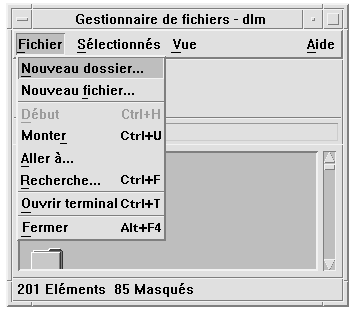 Gestionnaire de fichiers - dlm
Fichier Sélectionnés Vue Aide
Nouveau dossier...
Nouveau fichier...
Début Ctrl+H
Monter Ctrl+U
Aller à...
Recherche... Ctrl+F
Ouvrir terminal Ctrl+T
Fermer Alt+F4
201 Eléments 85 Masqués